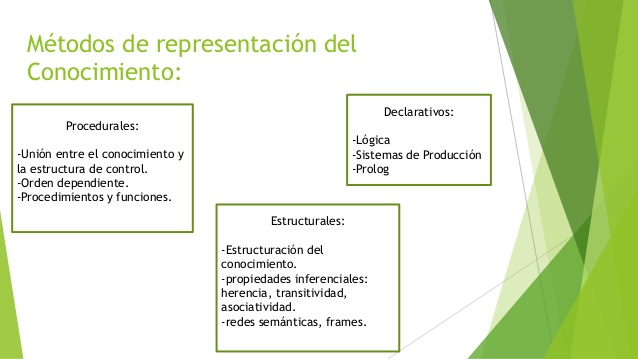 Métodos de representación del
Conocimiento:
Procedurales:
-Unión entre el conocimiento y
la estructura de control.
-Orden dependiente.
-Procedimientos y funciones.
Declarativos:
-Lógica
-Sistemas de Producción
-Prolog
Estructurales:
-Estructuración del
conocimiento.
-propiedades inferenciales:
herencia, transitividad,
asociatividad.
-redes semánticas, frames.